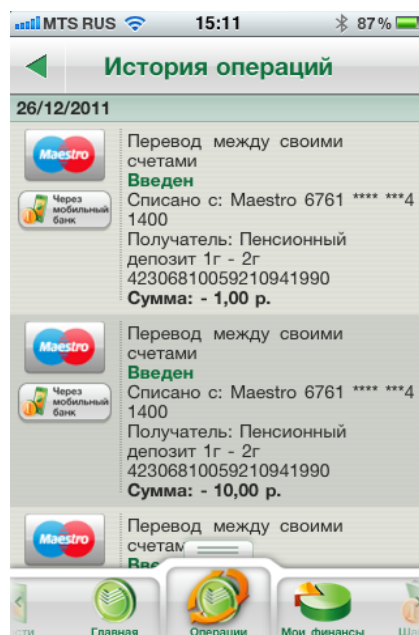 MTS RUS 15:11 87%
История операций
26/12/2011
Maestro
Через мобильный банк
Перевод между своими
счетами
Введен
Списано с: Maestro 6761 **** ***4
1400
Получатель: Пенсионный
депозит 1г - 2г
42306810059210941990
Сумма: - 1,00 р.
Maestro
Через мобильный банк
Перевод между своими
счетами
Введен
Списано с: Maestro 6761 **** ***4
1400
Получатель: Пенсионный
депозит 1г - 2г
42306810059210941990
Сумма: - 10,00 р.
Maestro
Перевод между своими
Главная Операции Мои финансы